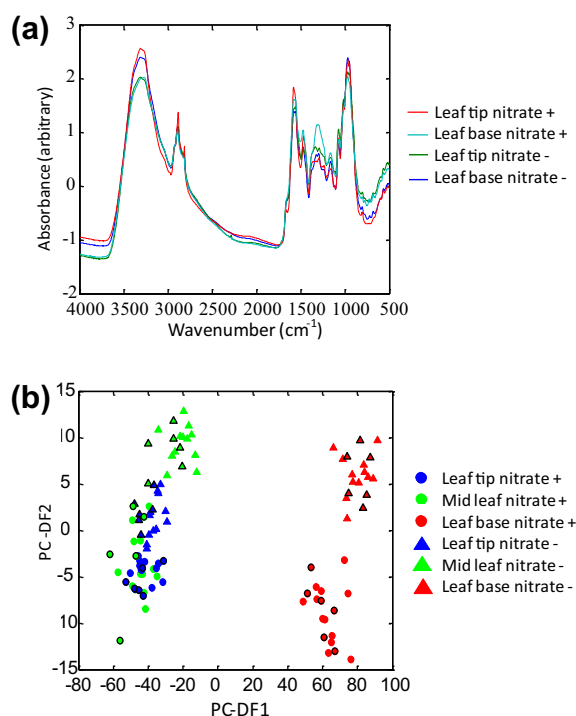 (a)
3
2
1
0
-1
-2
Absorbance (arbitrary)
4000 3500 3000 2500 2000 1500 1000 500
Wavenumber (cm-1)
Leaf tip nitrate +
Leaf base nitrate +
Leaf tip nitrate -
Leaf base nitrate -
(b)
15
10
5
0
-5
-10
-15
PC-DF2
-80 -60 -40 -20 0 20 40 60 80 100
PC-DF1
Leaf tip nitrate +
Mid leaf nitrate +
Leaf base nitrate +
Leaf tip nitrate -
Mid leaf nitrate -
Leaf base nitrate -